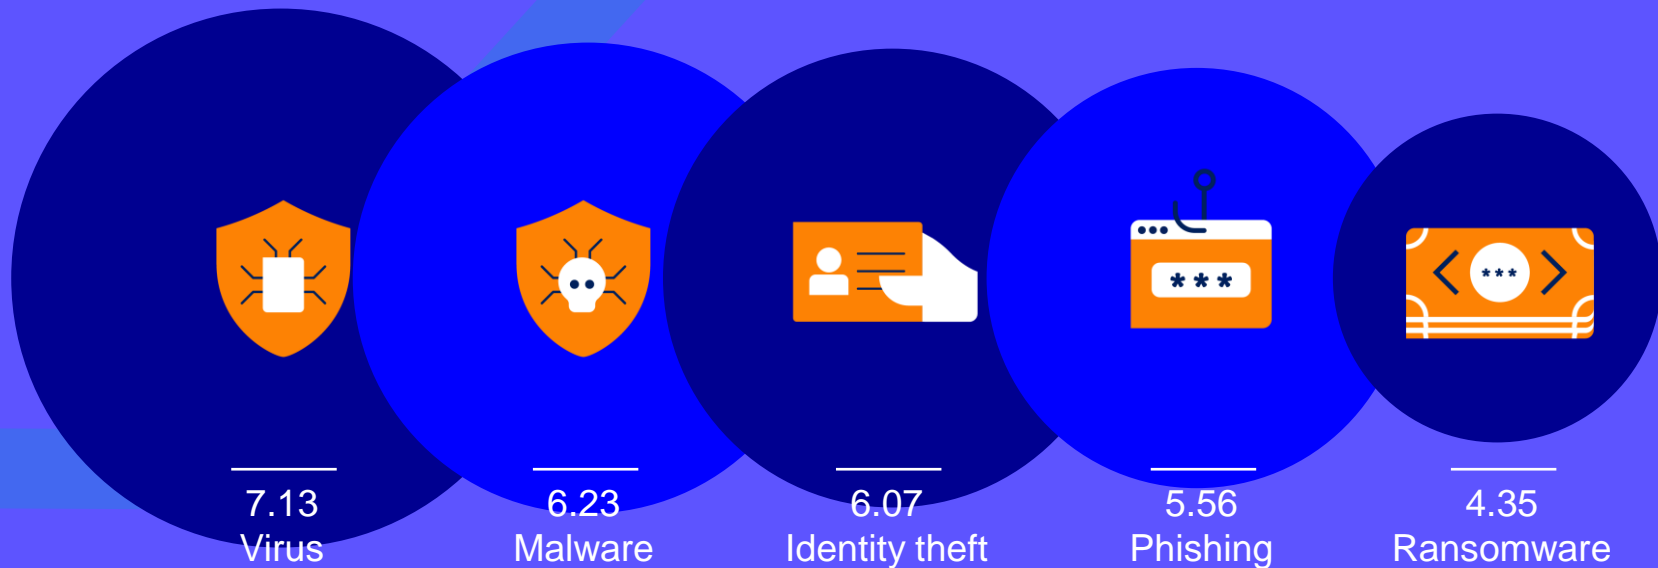 ***
***
7.13
Virus
6.23
Malware
6.07
Identity theft
5.56
Phishing
4.35
Ransomware